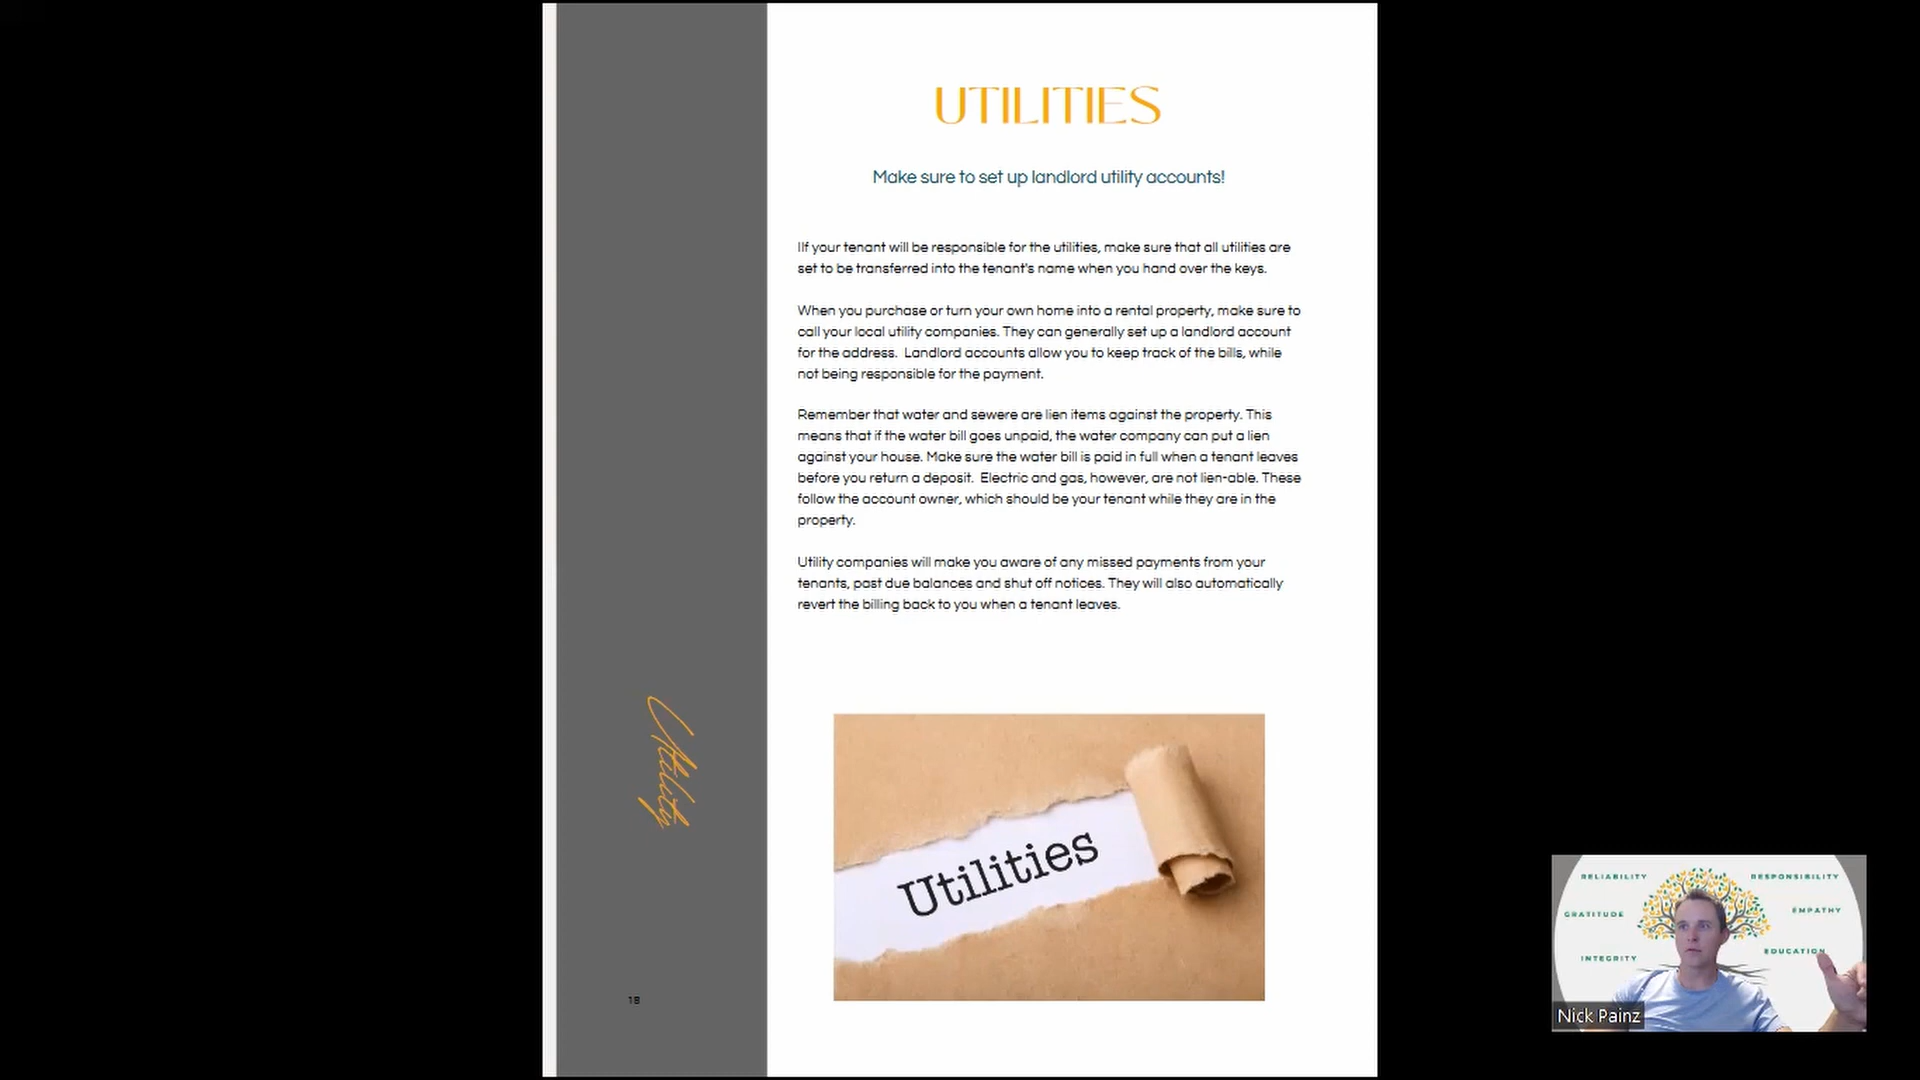 UTILITIES
Make sure to set up landlord utility accounts!
IIf your tenant will be responsible for the utilities, make sure that all utilities are
set to be transferred into the tenant's name when you hand over the keys.
When you purchase or turn your own home into a rental property, make sure to
call your local utility companies. They can generally set up a landlord account
for the address. Landlord accounts allow you to keep track of the bills, while
not being responsible for the payment.
Remember that water and sewere are lien items against the property. This
means that if the water bill goes unpaid, the water company can put a lien
against your house. Make sure the water bill is paid in full when a tenant leaves
before you return a deposit. Electric and gas, however, are not lien-able. These
follow the account owner, which should be your tenant while they are in the
property.
Utility companies will make you aware of any missed payments from your
tenants, past due balances and shut off notices. They will also automatically
revert the billing back to you when a tenant leaves.
Utility
Utilities
18
RELIABILITY
RESPONSIBILITY
GRATITUDE
EMPATHY
INTEGRITY
EDUCATION
Nick Painz